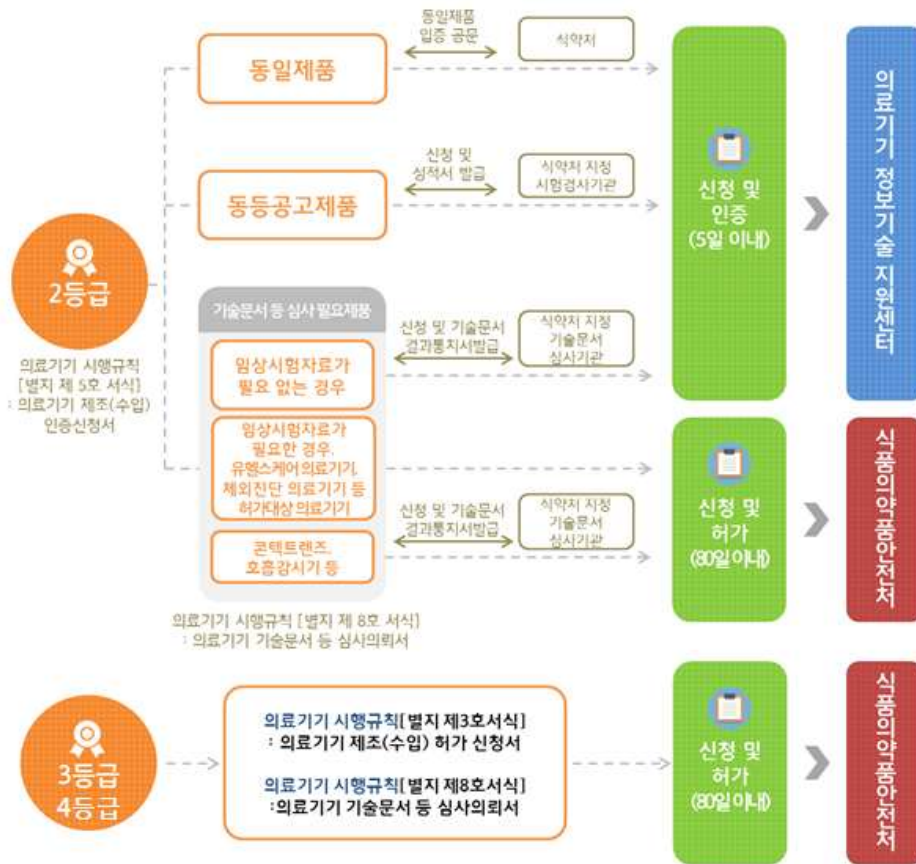 동일제품
동일제품
입증 공문
식약처
동등공고제품
신청 및
성적서 발급
식약처 지정
시험검사기관
신청 및
인증
(5일 이내)
의료기기 정보기술 지원센터
2등급
의료기기 시행규칙
[별지 제 5호 서식]
: 의료기기 제조(수입)
인증신청서
기술문서 등 심사 필요제품
임상시험자료가
필요 없는 경우
신청 및 기술문서
결과통지서발급
식약처 지정
기술문서
심사기관
임상시험자료가
필요한 경우,
유헬스케어 의료기기,
체외진단 의료기기 등
허가대상 의료기기
콘텍트렌즈,
호흡감시기 등
신청 및 기술문서
결과통지서발급
식약처 지정
기술문서
심사기관
신청 및
허가
(80일 이내)
식품의약품안전처
의료기기 시행규칙 [별지 제 8호 서식]
: 의료기기 기술문서 등 심사의뢰서
3등급
4등급
의료기기 시행규칙[별지 제3호서식]
: 의료기기 제조(수입) 허가 신청서
의료기기 시행규칙[별지 제8호서식]
:의료기기 기술문서 등 심사의뢰서
신청 및
허가
(80일 이내)
식품의약품안전처